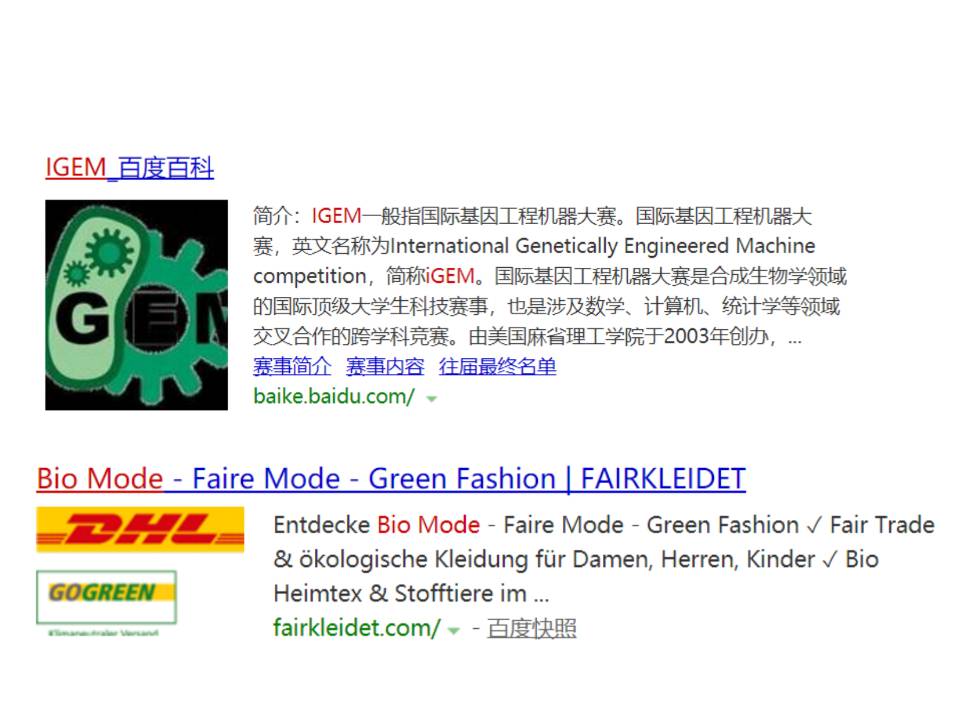 IGEM_百度百科
GEM
简介：IGEM一般指国际基因工程机器大赛。国际基因工程机器大
赛，英文名称为International Genetically Engineered Machine
competition，简称iGEM。国际基因工程机器大赛是合成生物学领域
的国际顶级大学生科技赛事，也是涉及数学、计算机、统计学等领域
交叉合作的跨学科竞赛。由美国麻省理工学院于2003年创办，...
赛事简介 赛事内容 往届最终名单
baike.baidu.com/
Bio Mode - Faire Mode - Green Fashion | FAIRKLEIDET
DHL
GOGREEN
Klimaneutraler Versand
Entdecke Bio Mode - Faire Mode - Green Fashion ✓ Fair Trade
& ökologische Kleidung für Damen, Herren, Kinder ✓ Bio
Heimtex & Stofftiere im ...
fairkleidet.com/ - 百度快照